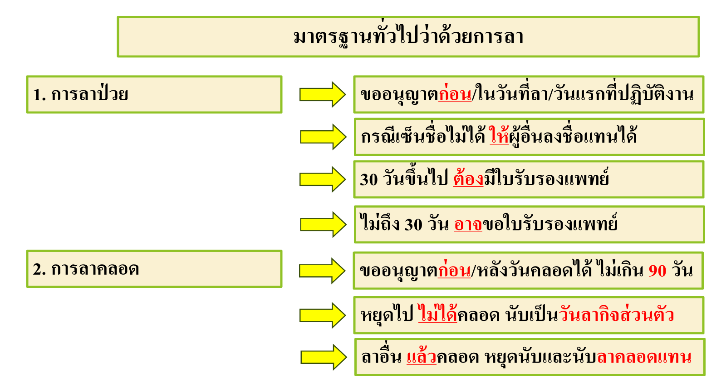 มาตรฐานทั่วไปว่าด้วยการลา
1. การลาป่วย
ขออนุญาตก่อน/ในวันที่ลา/วันแรกที่ปฏิบัติงาน
กรณีเซ็นชื่อไม่ได้ ให้ผู้อื่นลงชื่อแทนได้
30 วันขึ้นไป ต้องมีใบรับรองแพทย์
ไม่ถึง 30 วัน อาจขอใบรับรองแพทย์
2. การลาคลอด
ขออนุญาตก่อน/หลังวันคลอดได้ ไม่เกิน 90 วัน
หยุดไป ไม่ได้คลอด นับเป็นวันลากิจส่วนตัว
ลาอื่น แล้วคลอด หยุดนับและนับลาคลอดแทน